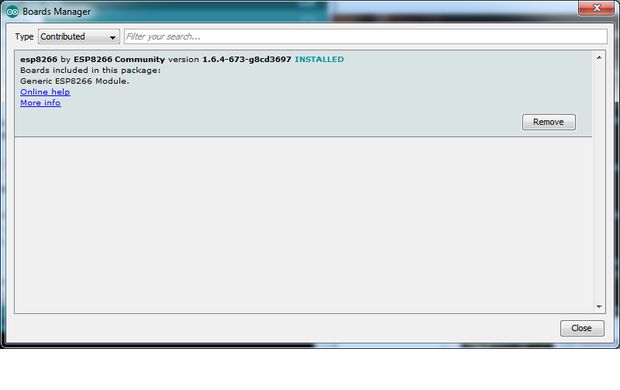 Boards Manager
Type Contributed Filter your search...
esp8266 by ESP8266 Community version 1.6.4-673-g8cd3697 INSTALLED
Boards included in this package:
Generic ESP8266 Module.
Online help
More info
Remove
Close